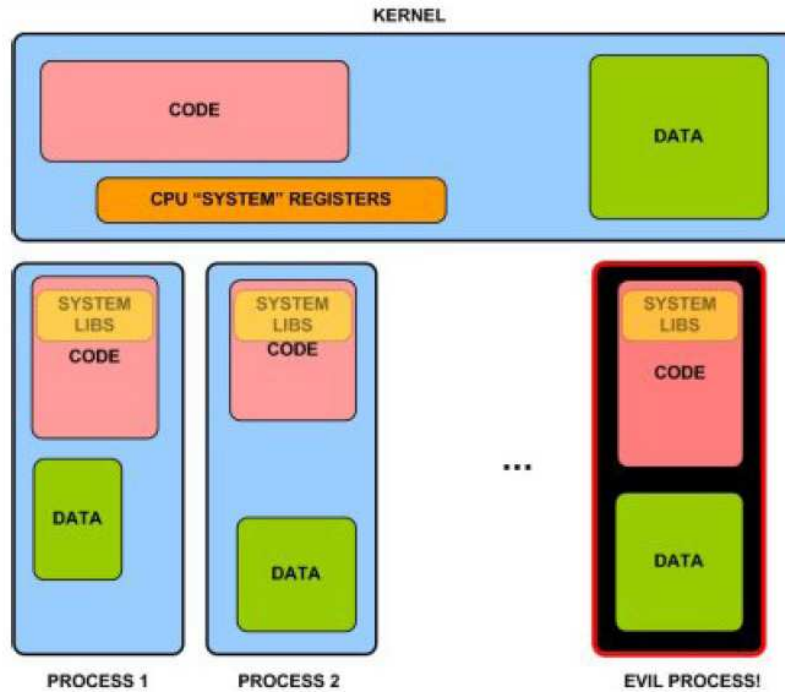 KERNEL
CODE
DATA
CPU “SYSTEM” REGISTERS
SYSTEM
LIBS
CODE
DATA
SYSTEM
LIBS
CODE
DATA
...
SYSTEM
LIBS
CODE
DATA
PROCESS 1
PROCESS 2
EVIL PROCESS!